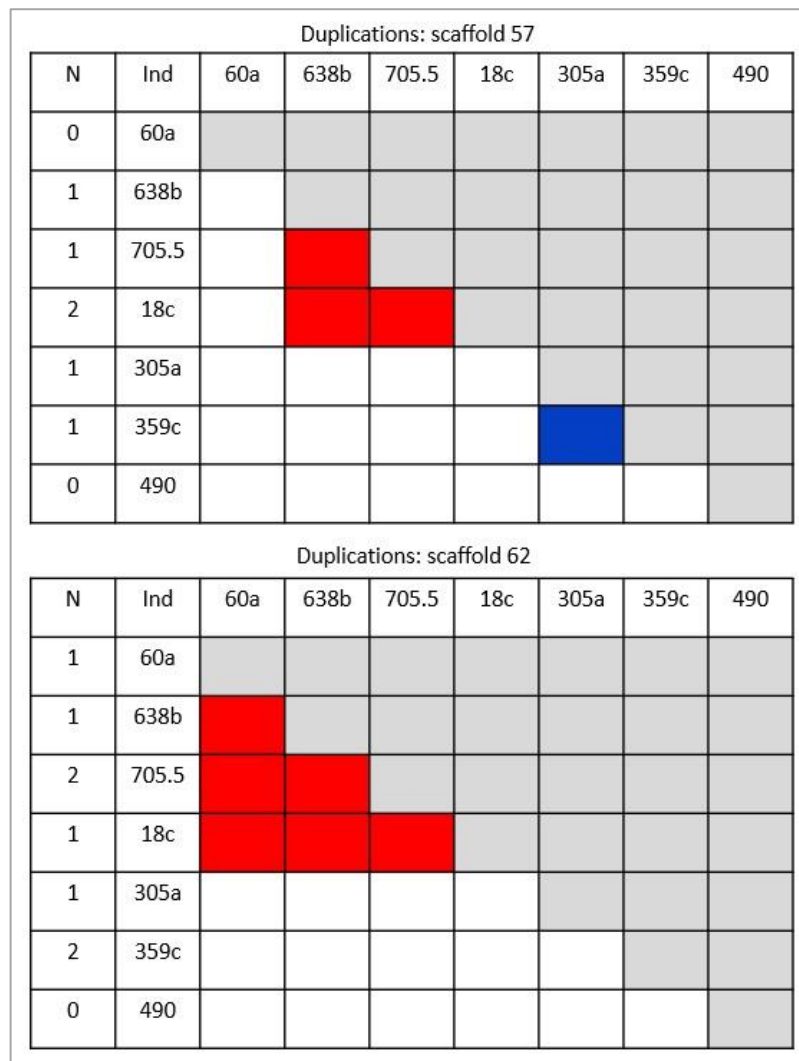 Duplications: scaffold 57
N Ind 60a 638b 705.5 18c 305a 359c 490
0 60a
1 638b
1 705.5
2 18c
1 305a
1 359c
0 490
Duplications: scaffold 62
N Ind 60a 638b 705.5 18c 305a 359c 490
1 60a
1 638b
2 705.5
1 18c
1 305a
2 359c
0 490